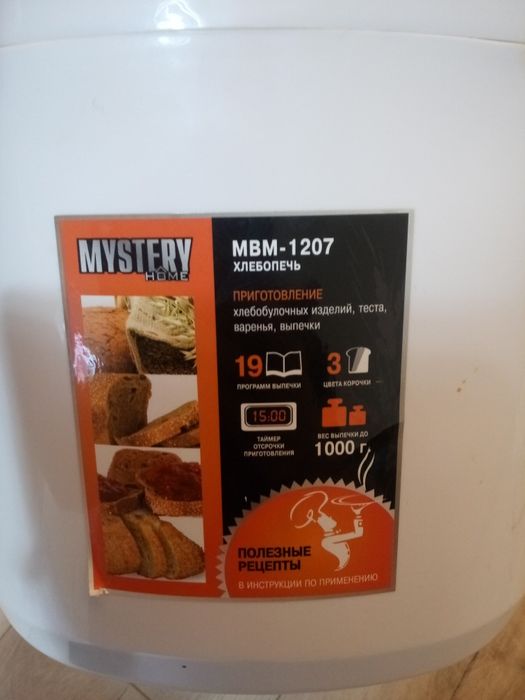 MYSTERY
HOME
MBM-1207
ХЛЕБОПЕЧЬ
ПРИГОТОВЛЕНИЕ
хлебобулочных изделий, теста,
варенья, выпечки
19
ПРОГРАММ ВЫПЕЧКИ
3
ЦВЕТА КОРОЧКИ
15:00
ТАЙМЕР
ОТСРОЧКИ
ПРИГОТОВЛЕНИЯ
ВЕС ВЫПЕЧКИ ДО
1000 г
ПОЛЕЗНЫЕ
РЕЦЕПТЫ
В ИНСТРУКЦИИ ПО ПРИМЕНЕНИЮ